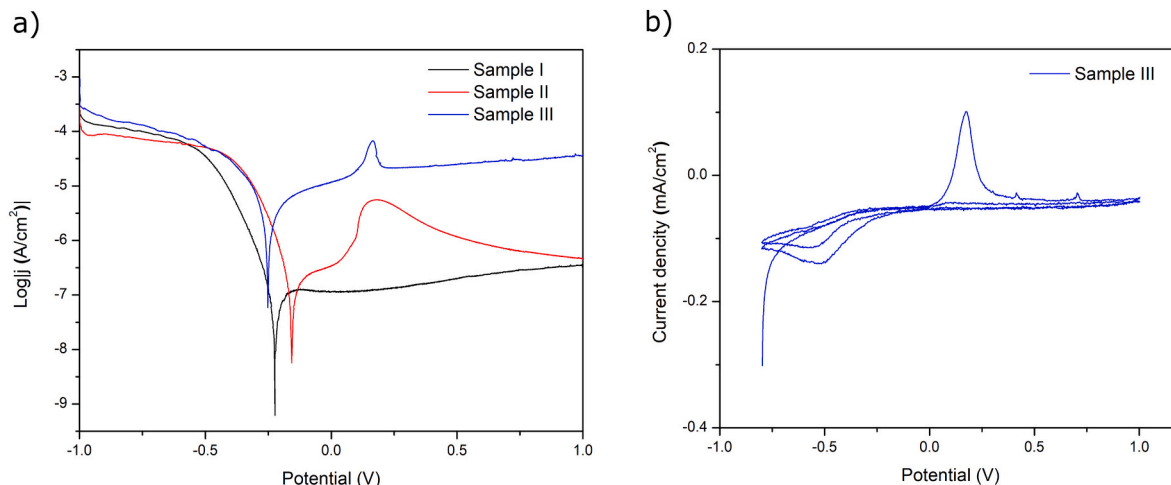 a)
Sample I
Sample II
Sample III
-3
-4
-5
-6
-7
-8
-9
Log|j (A/cm²)|
-1.0 -0.5 0.0 0.5 1.0
Potential (V)
b)
Sample III
0.2
0.0
-0.2
-0.4
Current dencity (mA/cm²)
-0.5 0.0 0.5 1.0
Potential (V)